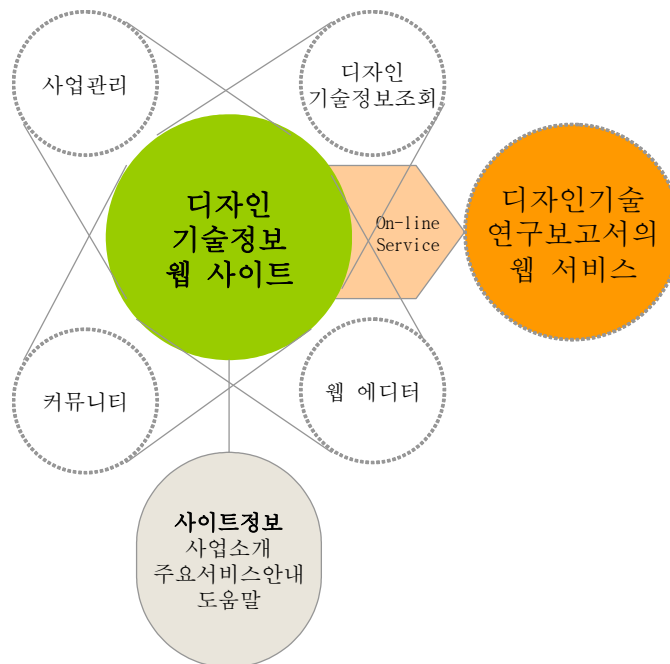 사업관리
디자인
기술정보조회
디자인
기술정보
웹 사이트
On-line
Service
디자인기술
연구보고서의
웹 서비스
커뮤니티
웹 에디터
사이트정보
사업소개
주요서비스안내
도움말